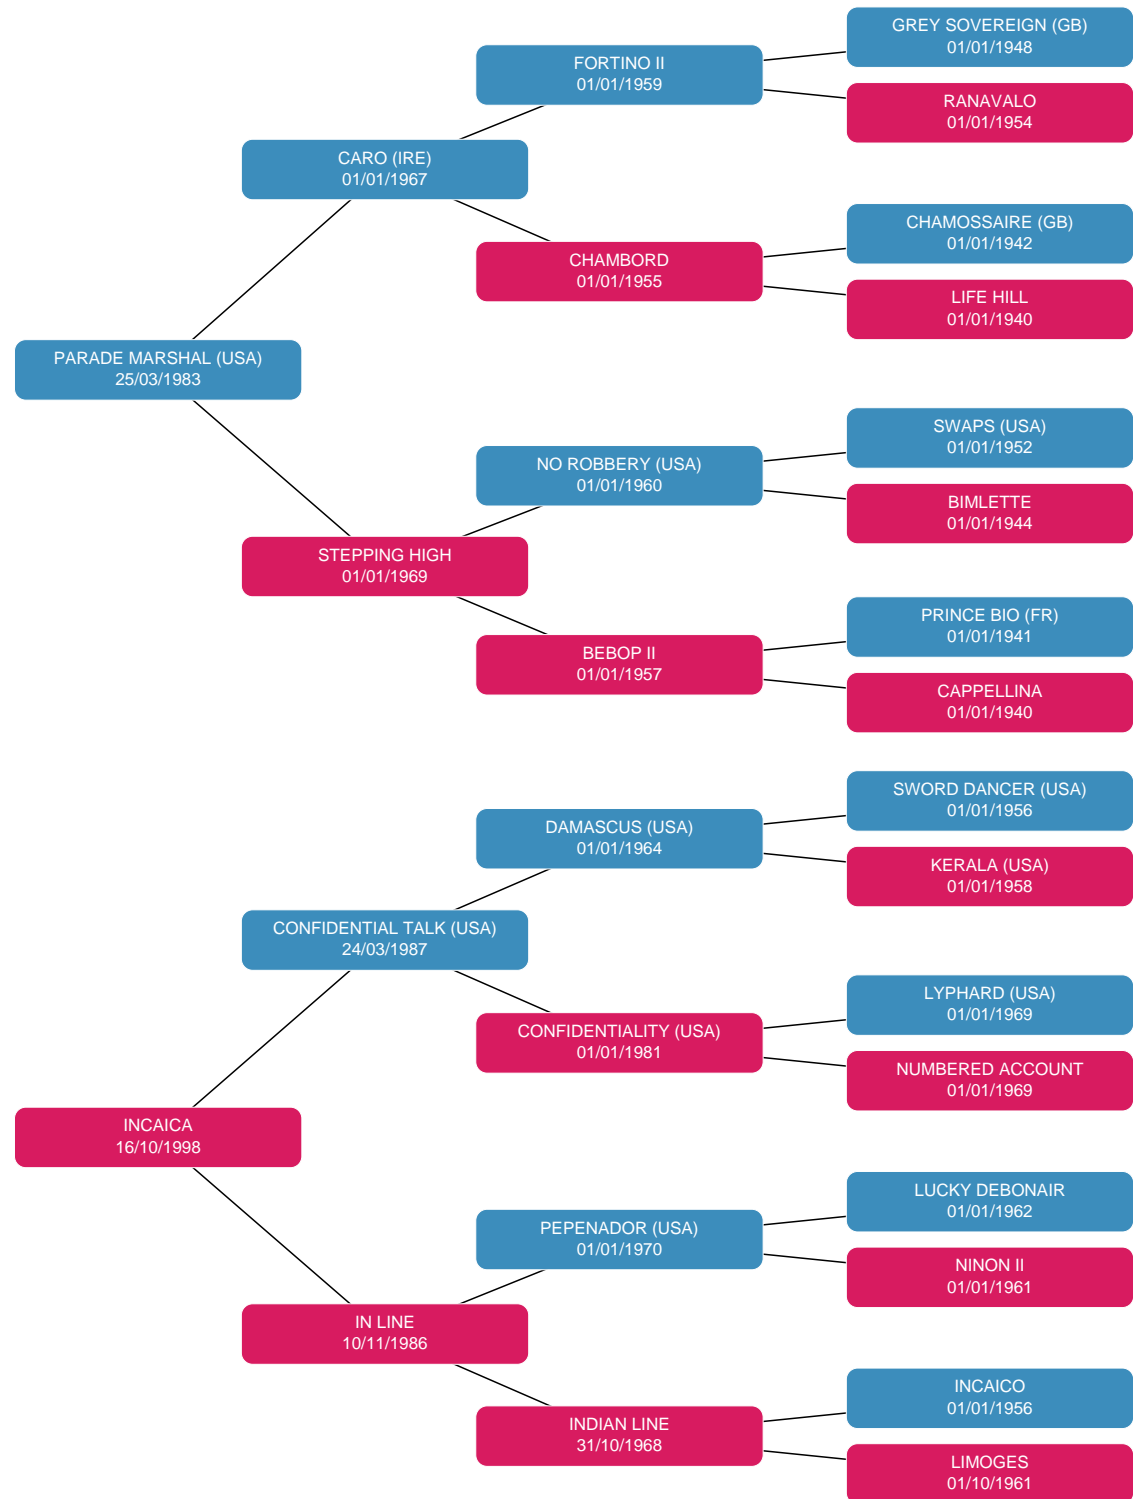 GREY SOVEREIGN (GB)
01/01/1948
FORTINO II
01/01/1959
RANAVALO
01/01/1954
CARO (IRE)
01/01/1967
CHAMOSSAIRE (GB)
01/01/1942
CHAMBORD
01/01/1955
LIFE HILL
01/01/1940
PARADE MARSHAL (USA)
25/03/1983
SWAPS (USA)
01/01/1952
NO ROBBERY (USA)
01/01/1960
BIMLETTE
01/01/1944
STEPPING HIGH
01/01/1969
PRINCE BIO (FR)
01/01/1941
BEBOP II
01/01/1957
CAPPELLINA
01/01/1940
SWORD DANCER (USA)
01/01/1956
DAMASCUS (USA)
01/01/1964
KERALA (USA)
01/01/1958
CONFIDENTIAL TALK (USA)
24/03/1987
LYPHARD (USA)
01/01/1969
CONFIDENTIALITY (USA)
01/01/1981
NUMBERED ACCOUNT
01/01/1969
INCAICA
16/10/1998
LUCKY DEBONAIR
01/01/1962
PEPENADOR (USA)
01/01/1970
NINON II
01/01/1961
IN LINE
10/11/1986
INCAICO
01/01/1956
INDIAN LINE
31/10/1968
LIMOGES
01/10/1961